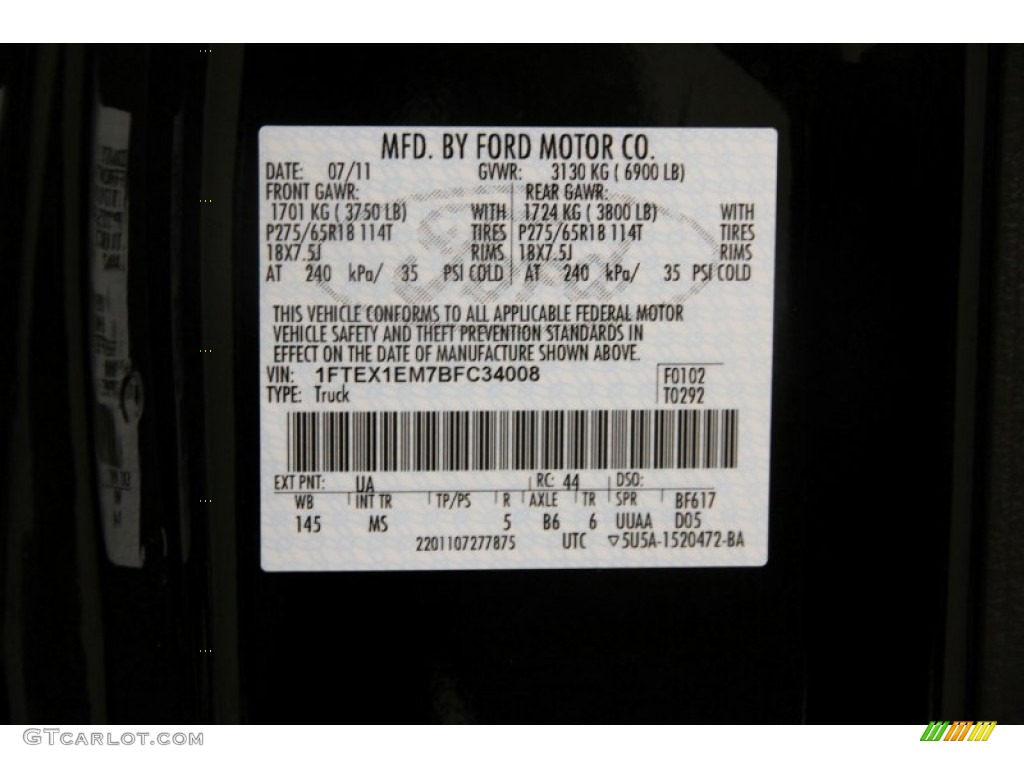 MFD. BY FORD MOTOR CO.
DATE: 07/11 GVWR: 3130 KG ( 6900 LB)
FRONT GAWR: REAR GAWR:
1701 KG ( 3750 LB) WITH 1724 KG ( 3800 LB) WITH
P275/65R18 114T TIRES P275/65R18 114T TIRES
18X7.5J RIMS 18X7.5J RIMS
AT 240 kPa/ 35 PSI COLD AT 240 kPa/ 35 PSI COLD
THIS VEHICLE CONFORMS TO ALL APPLICABLE FEDERAL MOTOR
VEHICLE SAFETY AND THEFT PREVENTION STANDARDS IN
EFFECT ON THE DATE OF MANUFACTURE SHOWN ABOVE.
VIN: 1FTEX1EM7BFC34008 F0102
TYPE: Truck T0292
EXT PNT: UA RC: 44 DSO:
WB INT TR TP/PS R AXLE TR SPR BF617
145 MS 5 B6 6 UUAA D05
2201107277875 UTC ▽5U5A-1520472-BA
GTCARLOT.COM